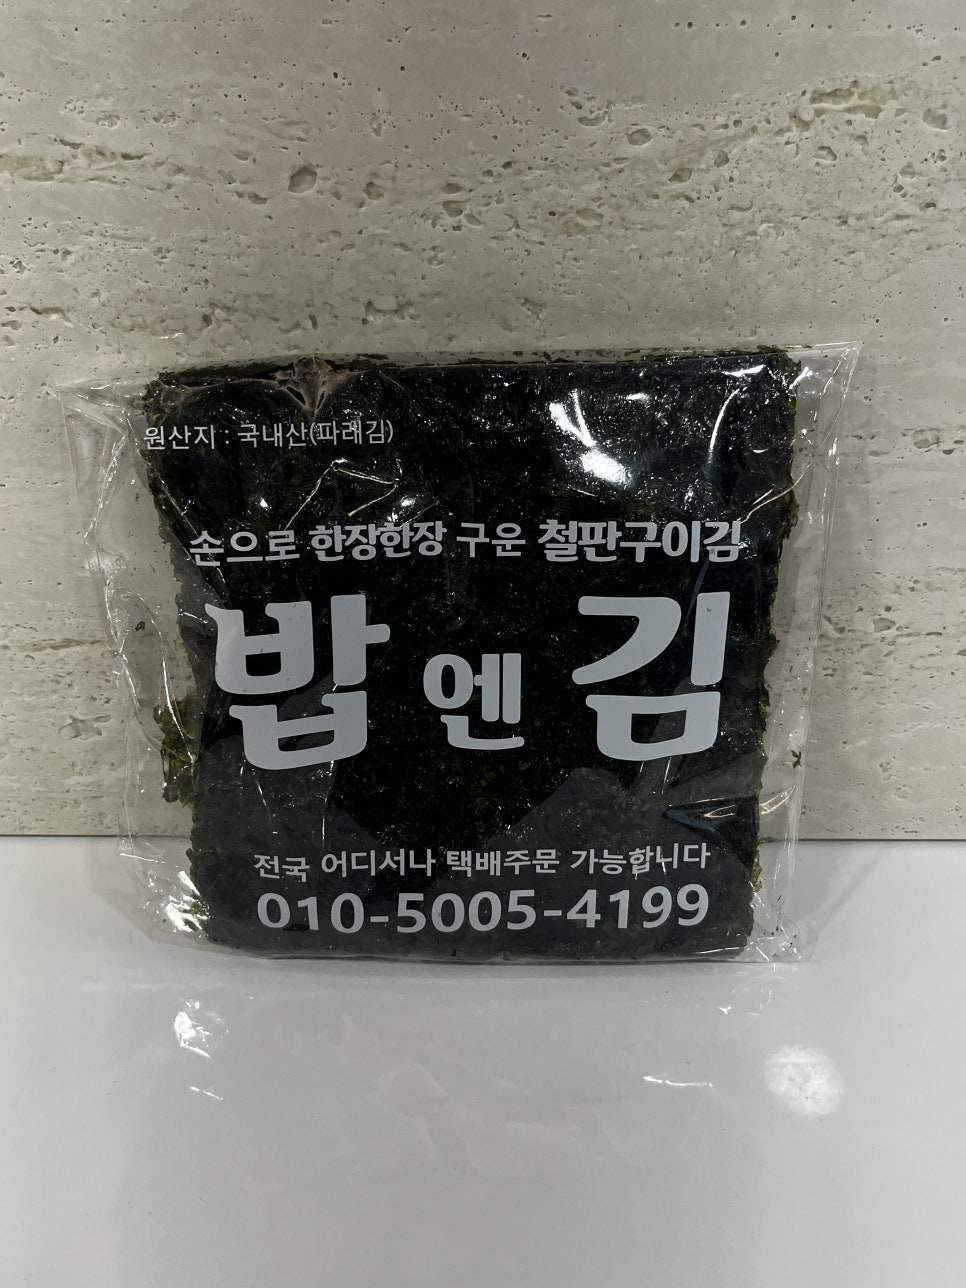 원산지 : 국내산(파래김)
손으로 한장한장 구운 철판구이김
밥 엔 김
전국 어디서나 택배주문 가능합니다
010-5005-4199